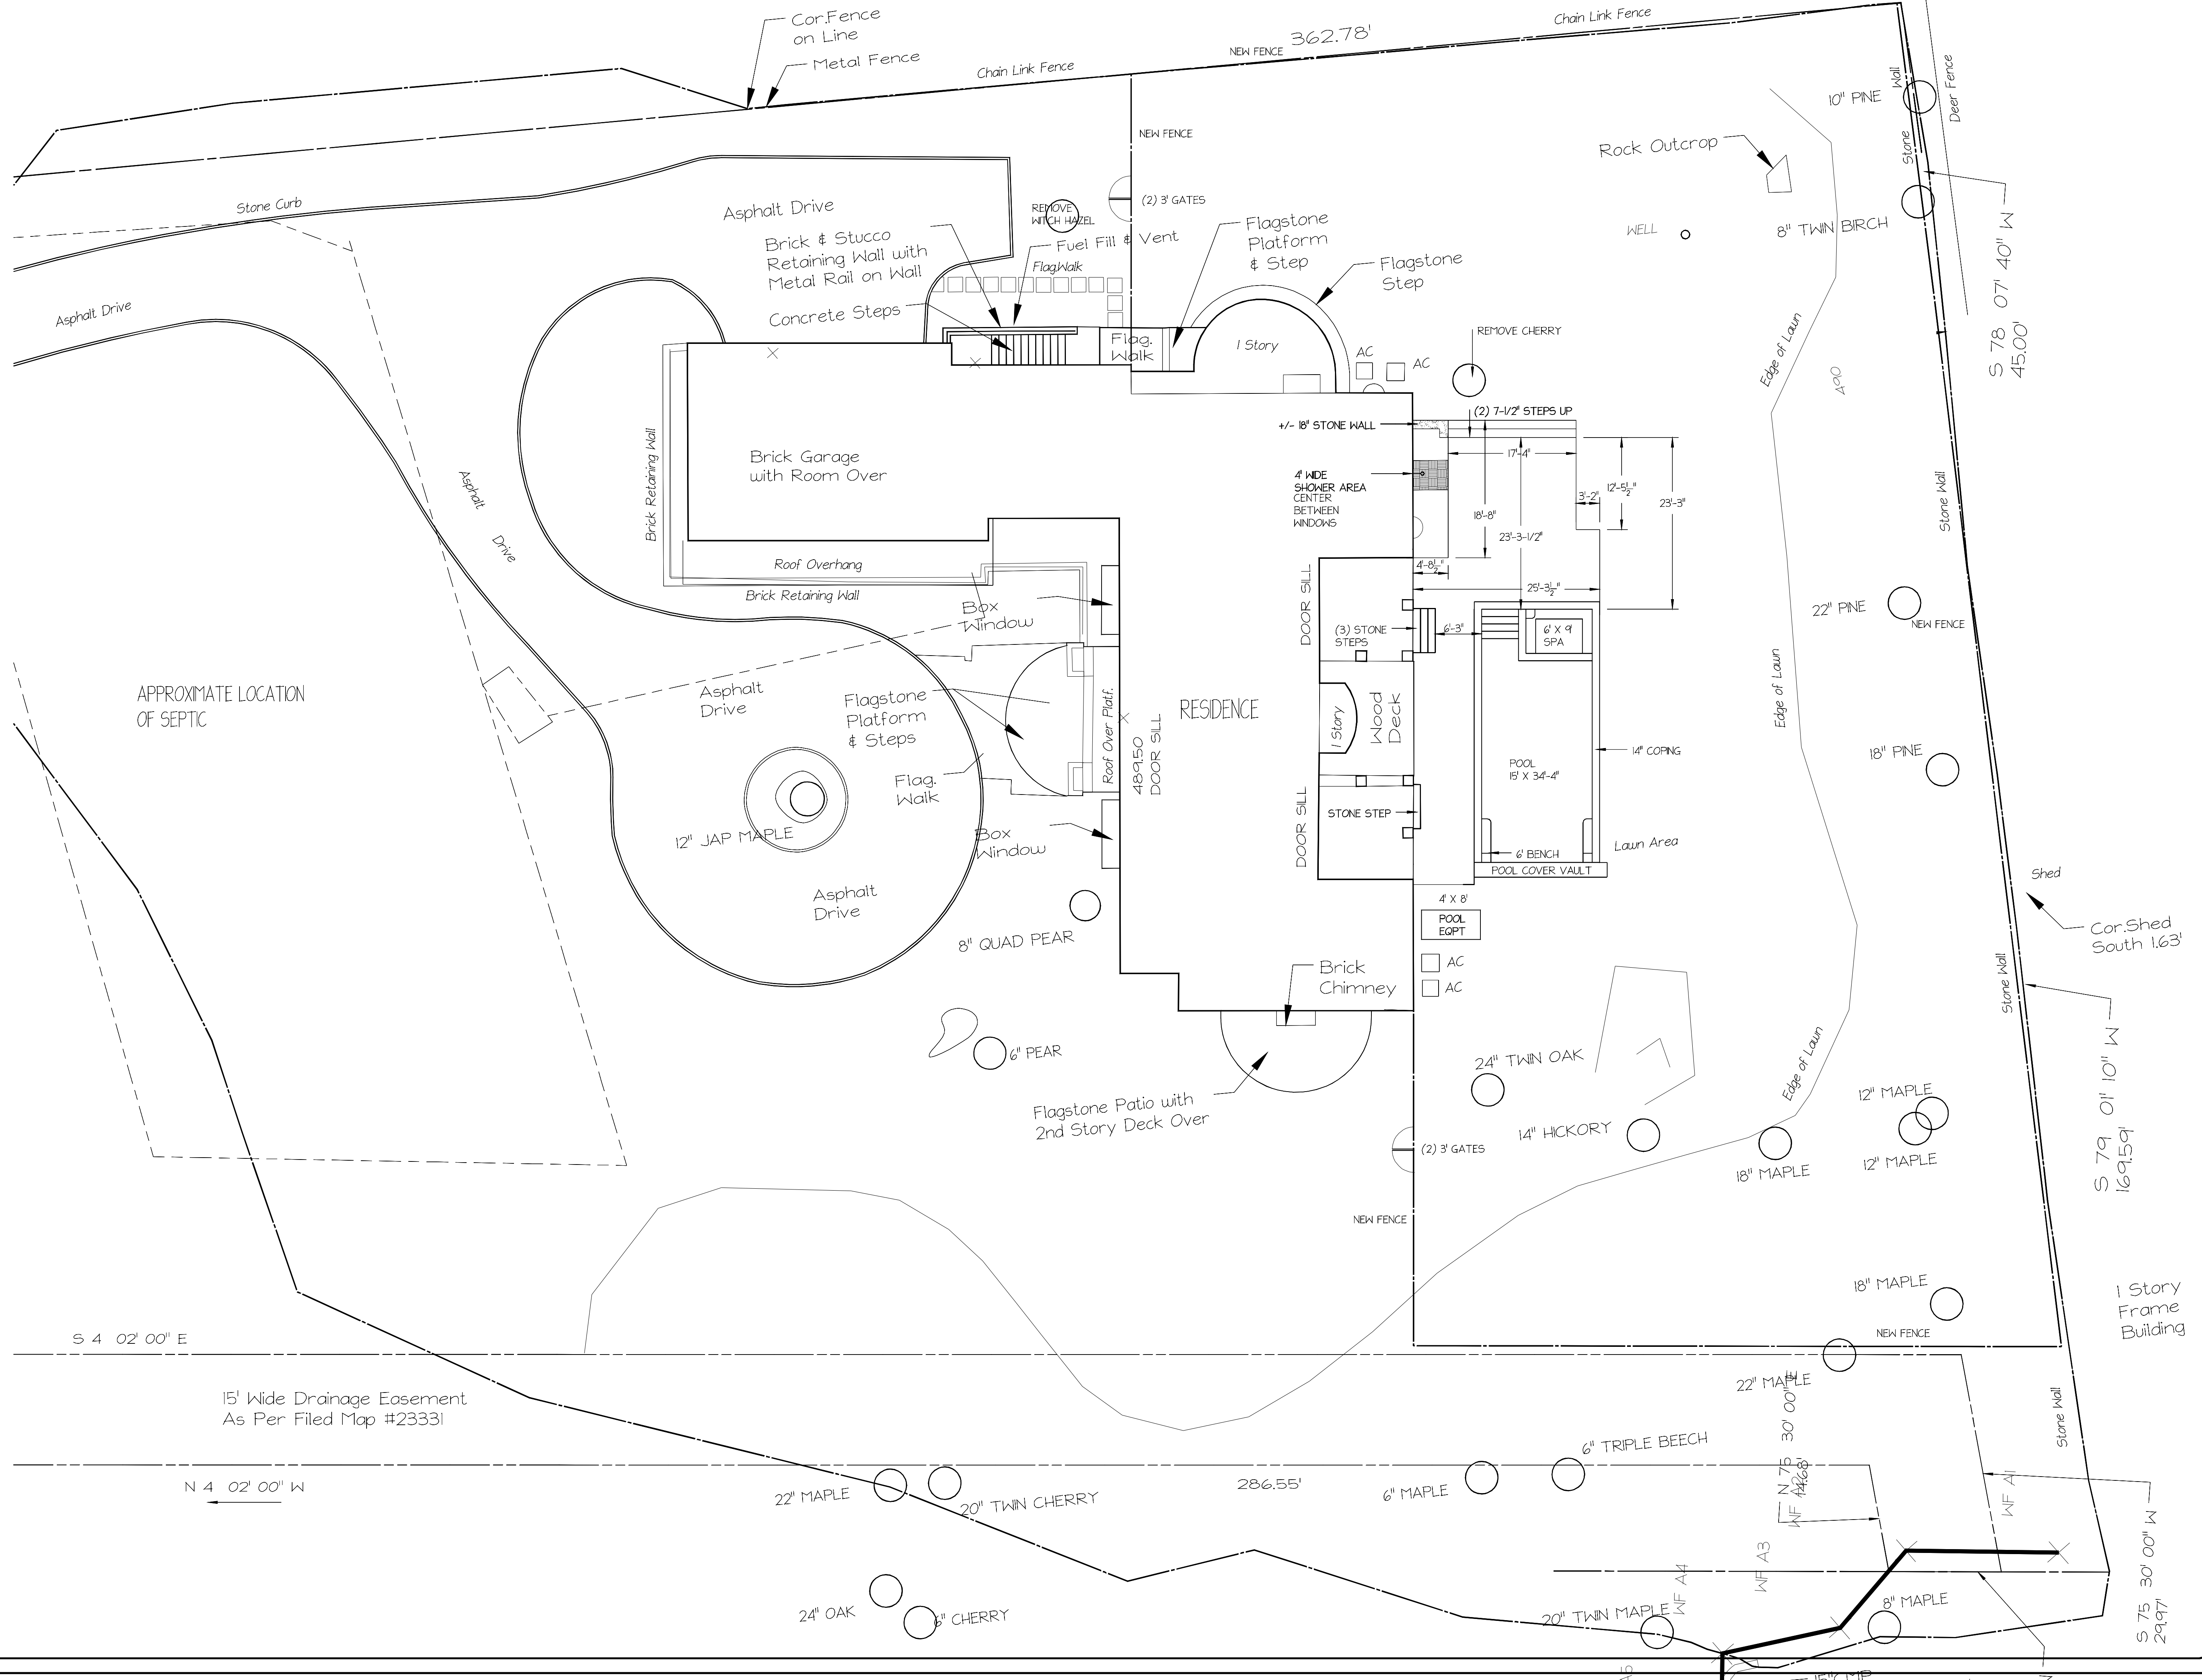 Cor.Fence
on Line
Metal Fence
Chain Link Fence
NEW FENCE
362.78'
Chain Link Fence
Wall
Stone
Deer Fence
10" PINE
Rock Outcrop
NEW FENCE
(2) 3' GATES
REMOVE
WITCH HAZEL
Stone Curb
Asphalt Drive
Brick & Stucco
Retaining Wall with
Metal Rail on Wall
Fuel Fill & Vent
Flag.Walk
Concrete Steps
Flagstone
Platform
& Step
Flagstone
Step
WELL
8" TWIN BIRCH
S 78 07' 40" W
45.00'
Asphalt Drive
Flag.
Walk
1 Story
AC
AC
REMOVE CHERRY
Edge of Lawn
490
(2) 7-1/2" STEPS UP
+/- 18" STONE WALL
17'-4"
Brick Garage
with Room Over
Brick Retaining Wall
4' WIDE
SHOWER AREA
CENTER
BETWEEN
WINDOWS
18'-8"
23'-3-1/2"
3'-2"
12'-5½"
23'-3"
Stone Wall
Asphalt
Drive
Roof Overhang
Brick Retaining Wall
Box
Window
4'-8½"
25'-3½"
DOOR SILL
(3) STONE
STEPS
6'-3"
6' X 9'
SPA
22" PINE
NEW FENCE
APPROXIMATE LOCATION
OF SEPTIC
Asphalt
Drive
Flagstone
Platform
& Steps
Roof Over Platf.
489.50
DOOR SILL
RESIDENCE
1 Story
Wood
Deck
Edge of Lawn
14" COPING
18" PINE
POOL
15' X 34'-4"
Flag.
Walk
12" JAP MAPLE
Box
Window
STONE STEP
DOOR SILL
6' BENCH
Lawn Area
POOL COVER VAULT
Shed
Asphalt
Drive
4' X 8'
POOL
EQPT
Cor.Shed
South 1.63'
8" QUAD PEAR
AC
AC
Brick
Chimney
Stone Wall
6" PEAR
24" TWIN OAK
Edge of Lawn
S 79 01' 10" W
169.59'
Flagstone Patio with
2nd Story Deck Over
12" MAPLE
14" HICKORY
(2) 3' GATES
18" MAPLE
12" MAPLE
NEW FENCE
18" MAPLE
1 Story
Frame
Building
NEW FENCE
S 4 02' 00" E
22" MAPLE
15' Wide Drainage Easement
As Per Filed Map #23331
Stone Wall
N 75 30' 00" E
14.68'
6" TRIPLE BEECH
N 4 02' 00" W
22" MAPLE
20" TWIN CHERRY
286.55'
6" MAPLE
WF A1
WF A3
WF A4
S 75 30' 00" W
29.97'
24" OAK
6" CHERRY
20" TWIN MAPLE
8" MAPLE